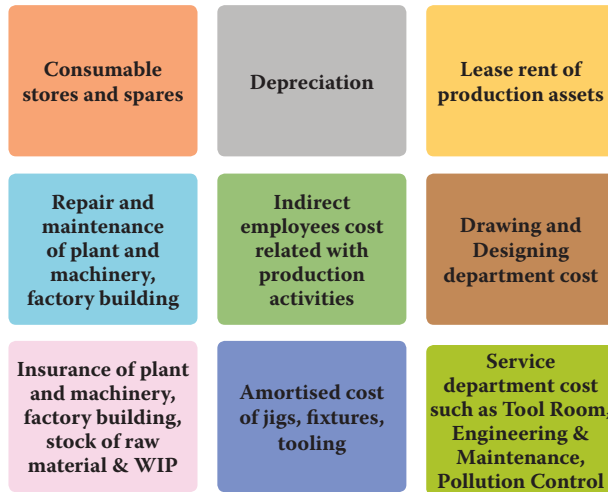 Consumable
stores and spares
Depreciation
Lease rent of
production assets
Repair and
maintenance
of plant and
machinery,
factory building
Indirect
employees cost
related with
production
activities
Drawing and
Designing
department cost
Insurance of plant
and machinery,
factory building,
stock of raw
material & WIP
Amortised cost
of jigs, fixtures,
tooling
Service
department cost
such as Tool Room,
Engineering &
Maintenance,
Pollution Control